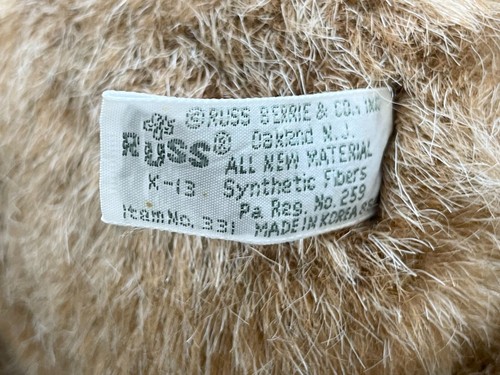 © RUSS BERRIE & CO., INC.
Oakland N.J.
RUSS®
ALL NEW MATERIAL
K-13 Synthetic Fibers
Pa Reg. No. 259
Item No. 331 MADE IN KOREA